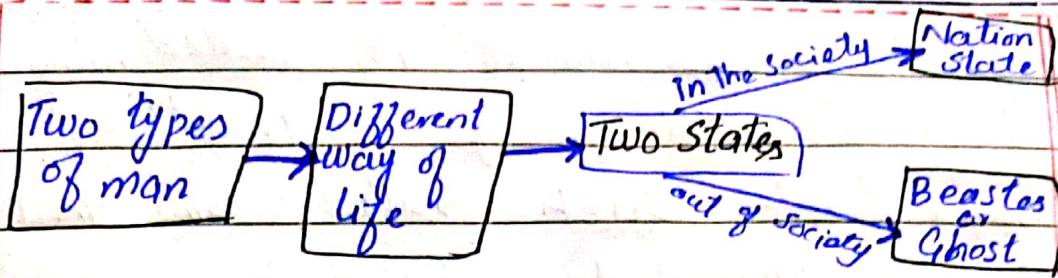 Two types
of man
Different
way of
life
Two States
In the society
Nation
State
out of society
Beastes
or
Ghost